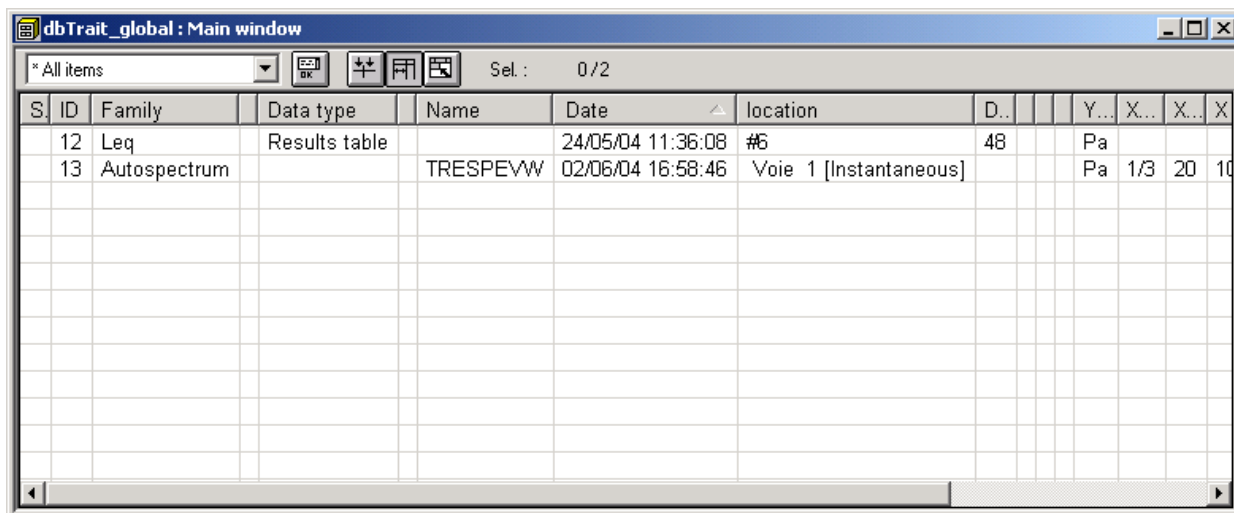 dbTrait_global : Main window
* All items Sel. : 0/2
S. ID Family Data type Name Date location D.. Y... X... X... X
12 Leq Results table 24/05/04 11:36:08 #6 48 Pa
13 Autospectrum TRESPEVW 02/06/04 16:58:46 Voie 1 [Instantaneous] Pa 1/3 20 10